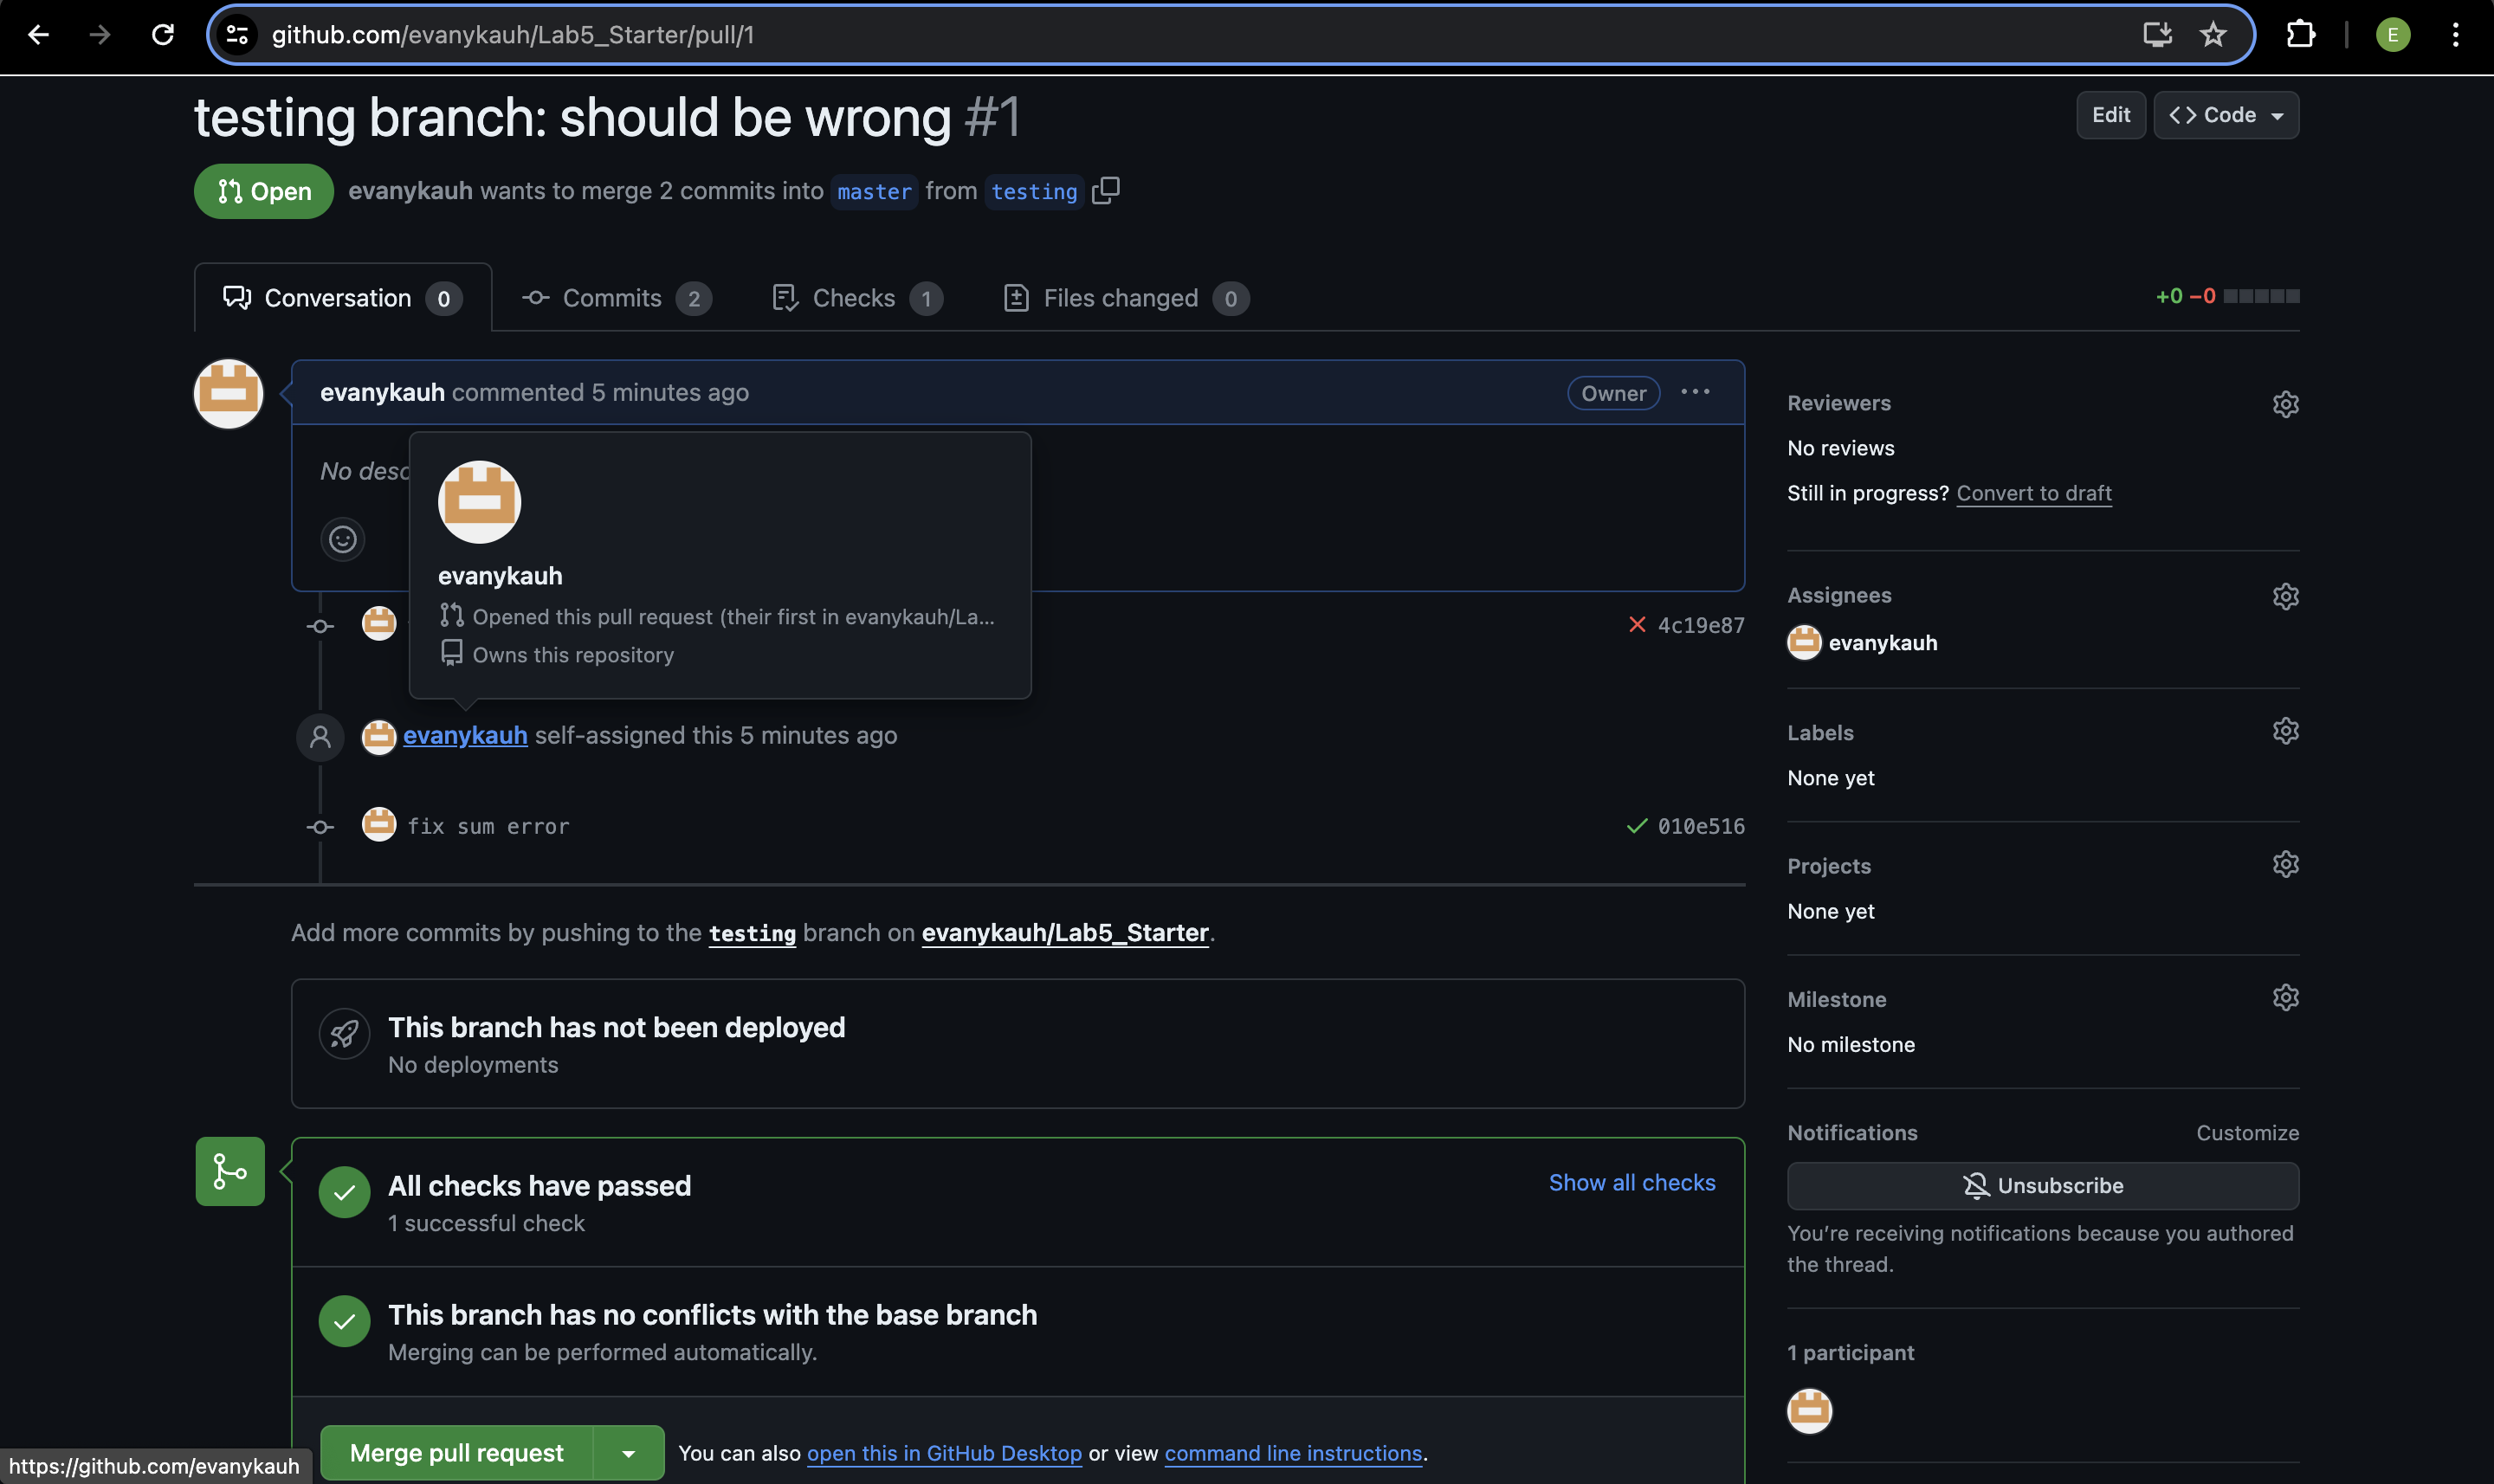 github.com/evanykauh/Lab5_Starter/pull/1
E
testing branch: should be wrong #1
Edit
<> Code
Open
evanykauh wants to merge 2 commits into master from testing
Conversation 0
Commits 2
Checks 1
Files changed 0
+0 −0
evanykauh commented 5 minutes ago
Owner
No desc
evanykauh
Opened this pull request (their first in evanykauh/La...
Owns this repository
4c19e87
evanykauh self-assigned this 5 minutes ago
fix sum error
010e516
Add more commits by pushing to the testing branch on evanykauh/Lab5_Starter.
This branch has not been deployed
No deployments
All checks have passed
1 successful check
Show all checks
This branch has no conflicts with the base branch
Merging can be performed automatically.
Merge pull request
You can also open this in GitHub Desktop or view command line instructions.
https://github.com/evanykauh
Reviewers
No reviews
Still in progress? Convert to draft
Assignees
evanykauh
Labels
None yet
Projects
None yet
Milestone
No milestone
Notifications
Customize
Unsubscribe
You’re receiving notifications because you authored
the thread.
1 participant